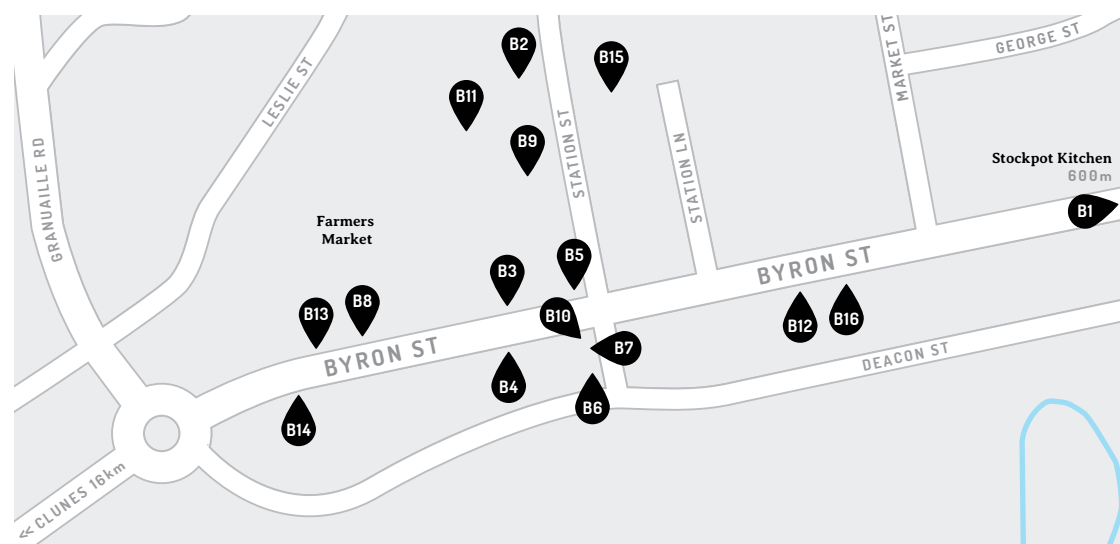 B2
B15
B11
B9
LESLIE ST
MARKET ST
GEORGE ST
GRANUAILLE RD
STATION ST
STATION LN
Stockpot Kitchen
600m
B1
Farmers
Market
B5
B3
BYRON ST
B8
B13
B10
B12
B16
B7
BYRON ST
DEACON ST
B4
B6
B14
<< CLUNES 16km